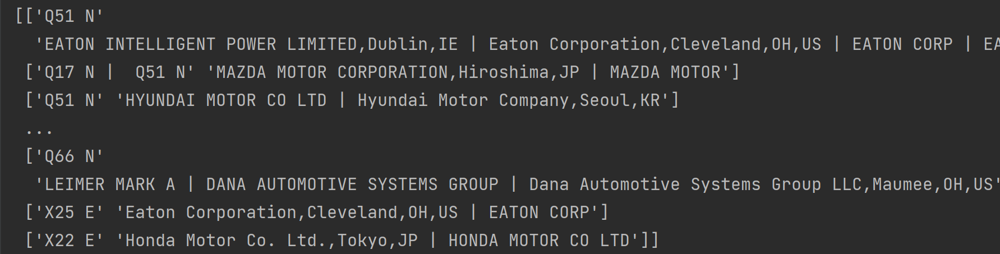 [['Q51 N'
'EATON INTELLIGENT POWER LIMITED,Dublin,IE | Eaton Corporation,Cleveland,OH,US | EATON CORP | EA
['Q17 N |  Q51 N' 'MAZDA MOTOR CORPORATION,Hiroshima,JP | MAZDA MOTOR']
['Q51 N' 'HYUNDAI MOTOR CO LTD | Hyundai Motor Company,Seoul,KR']
...
['Q66 N'
'LEIMER MARK A | DANA AUTOMOTIVE SYSTEMS GROUP | Dana Automotive Systems Group LLC,Maumee,OH,US'
['X25 E' 'Eaton Corporation,Cleveland,OH,US | EATON CORP']
['X22 E' 'Honda Motor Co. Ltd.,Tokyo,JP | HONDA MOTOR CO LTD']]